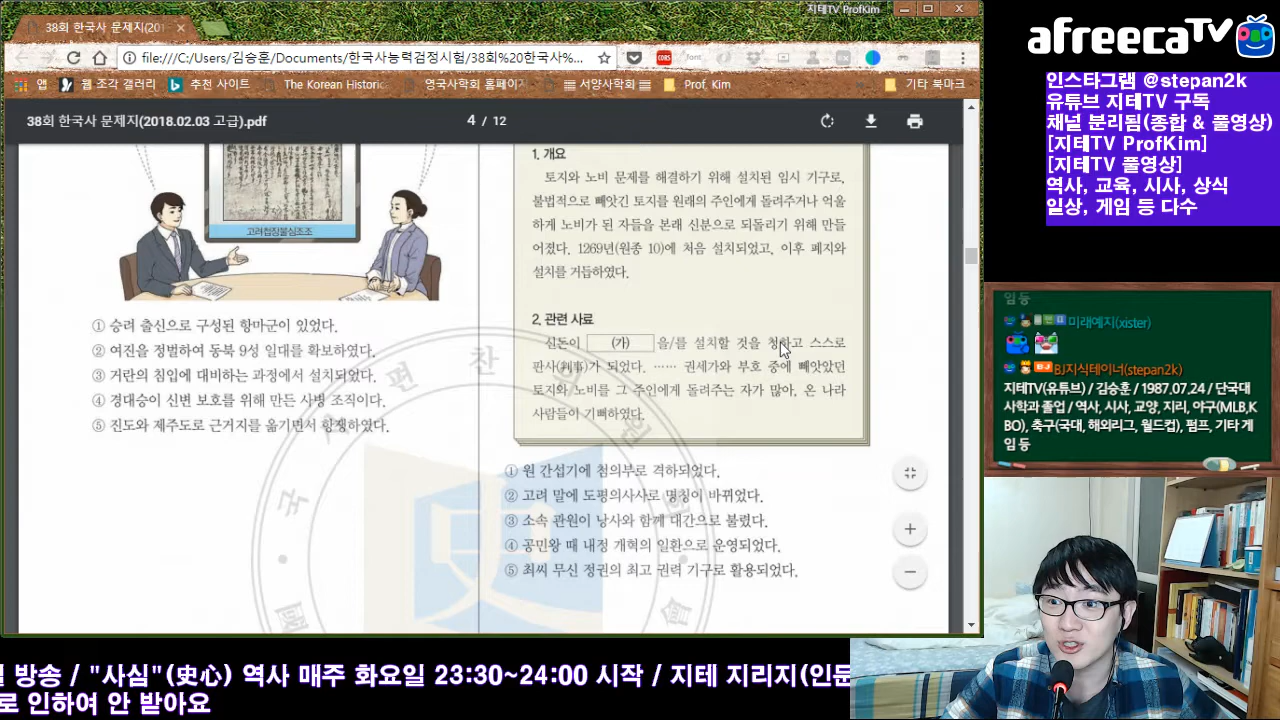 지테TV ProfKim
38회 한국사 문제지(201
file:///C:/Users/김승훈/Documents/한국사능력검정시험/38회%20한국사%...
앱 웹 조각 갤러리 추천 사이트 The Korean Historic 영국사학회 홈페이지 ▤ 서양사학회 ▤ Prof. Kim 기타 북마크
38회 한국사 문제지(2018.02.03 고급).pdf
4 / 12
고려첩장불심조조
① 승려 출신으로 구성된 항마군이 있었다.
② 여진을 정벌하여 동북 9성 일대를 확보하였다.
③ 거란의 침입에 대비하는 과정에서 설치되었다.
④ 경대승이 신변 보호를 위해 만든 사병 조직이다.
⑤ 진도와 제주도로 근거지를 옮기면서 항쟁하였다.
1. 개요
토지와 노비 문제를 해결하기 위해 설치된 임시 기구로,
불법적으로 빼앗긴 토지를 원래의 주인에게 돌려주거나 억울
하게 노비가 된 자들을 본래 신분으로 되돌리기 위해 만들
어졌다. 1269년(원종 10)에 처음 설치되었고, 이후 폐지와
설치를 거듭하였다.
2. 관련 사료
신돈이 (가) 을/를 설치할 것을 청하고 스스로
판사(判事)가 되었다. …… 권세가와 부호 중에 빼앗았던
토지와 노비를 그 주인에게 돌려주는 자가 많아, 온 나라
사람들이 기뻐하였다.
① 원 간섭기에 첨의부로 격하되었다.
② 고려 말에 도평의사사로 명칭이 바뀌었다.
③ 소속 관원이 낭사와 함께 대간으로 불렸다.
④ 공민왕 때 내정 개혁의 일환으로 운영되었다.
⑤ 최씨 무신 정권의 최고 권력 기구로 활용되었다.
afreecaTV
인스타그램 @stepan2k
유튜브 지테TV 구독
채널 분리됨(종합 & 풀영상)
[지테TV ProfKim]
[지테TV 풀영상]
역사, 교육, 시사, 상식
일상, 게임 등 다수
임 등
미래예지(xister)
BJ지식테이너(stepan2k)
지테TV(유튜브) / 김승훈 / 1987.07.24 / 단국대
사학과 졸업 / 역사, 시사, 교양, 지리, 야구(MLB,K
BO), 축구(국대, 해외리그, 월드컵), 펌프, 기타 게
임 등
방송 / "사실"(史心) 역사 매주 화요일 23:30~24:00 시작 / 지테 지리지(인문
로 인하여 안 받아요